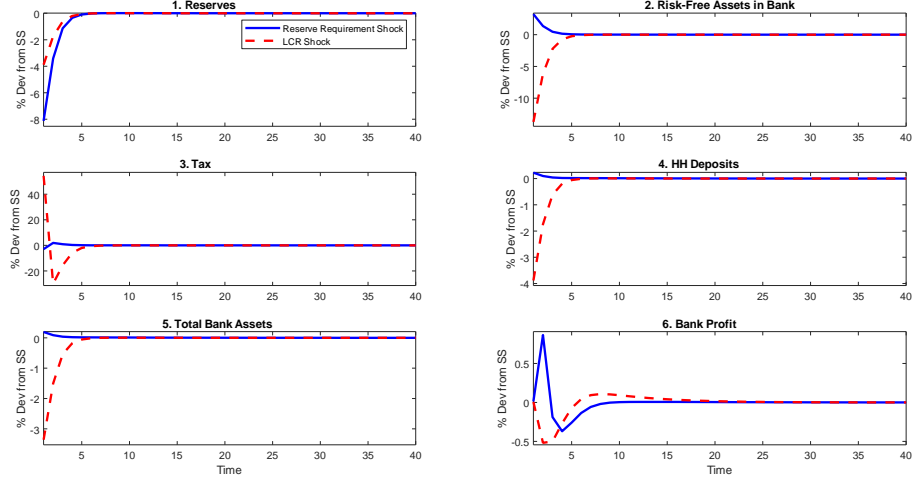 1. Reserves
% Dev from SS
0
-2
-4
-6
-8
5 10 15 20 25 30 35 40
Reserve Requirement Shock
LCR Shock
2. Risk-Free Assets in Bank
% Dev from SS
0
-5
-10
5 10 15 20 25 30 35 40
3. Tax
% Dev from SS
40
20
0
-20
5 10 15 20 25 30 35 40
4. HH Deposits
% Dev from SS
0
-1
-2
-3
-4
5 10 15 20 25 30 35 40
5. Total Bank Assets
% Dev from SS
0
-1
-2
-3
5 10 15 20 25 30 35 40
Time
6. Bank Profit
% Dev from SS
0.5
0
-0.5
5 10 15 20 25 30 35 40
Time